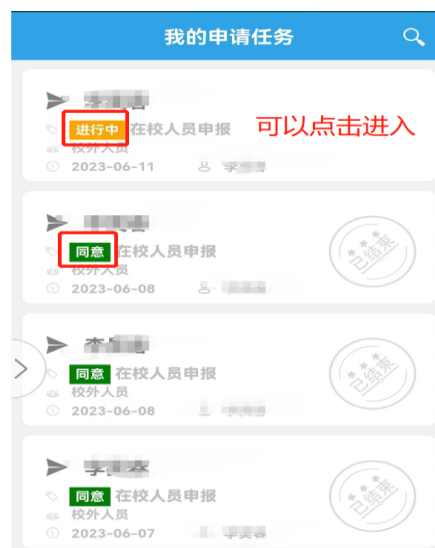 我的申请任务
进行中 在校人员申报 可以点击进入
校外人员
2023-06-11
同意 在校人员申报
校外人员
2023-06-08
已结束
同意 在校人员申报
校外人员
2023-06-08
已结束
同意 在校人员申报
校外人员
2023-06-07
已结束